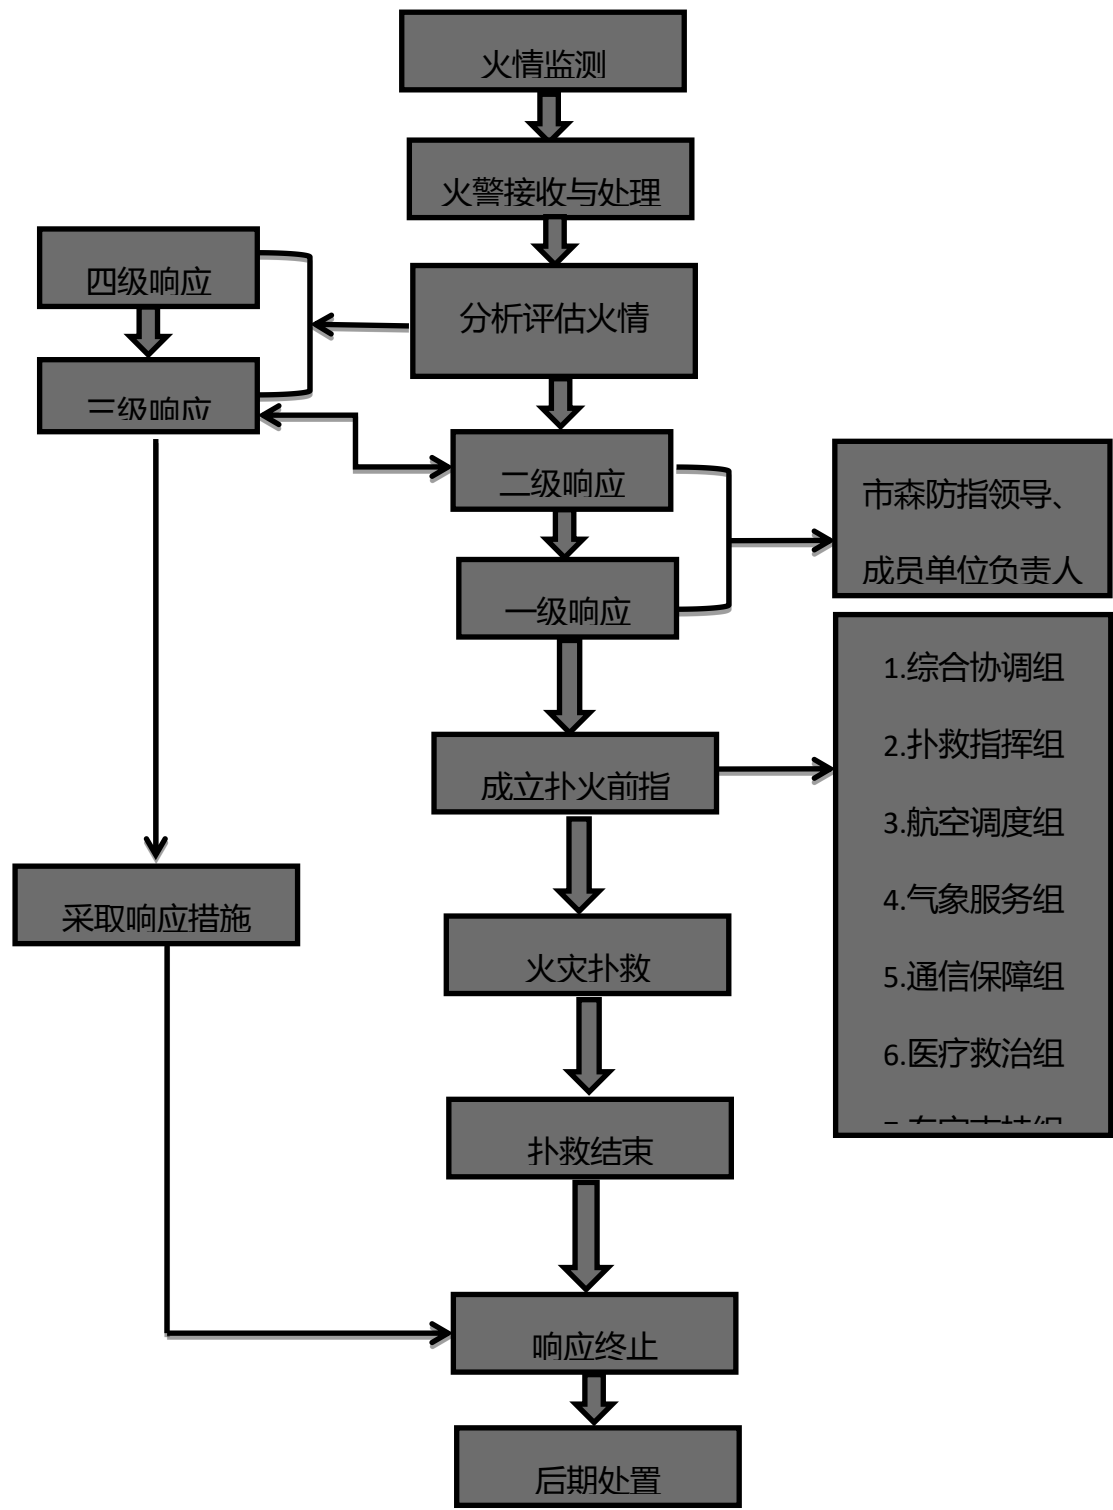 火情监测
火警接收与处理
四级响应
分析评估火情
三级响应
二级响应
市森防指领导、
成员单位负责人
一级响应
1.综合协调组
2.扑救指挥组
成立扑火前指
3.航空调度组
采取响应措施
4.气象服务组
火灾扑救
5.通信保障组
6.医疗救治组
扑救结束
响应终止
后期处置